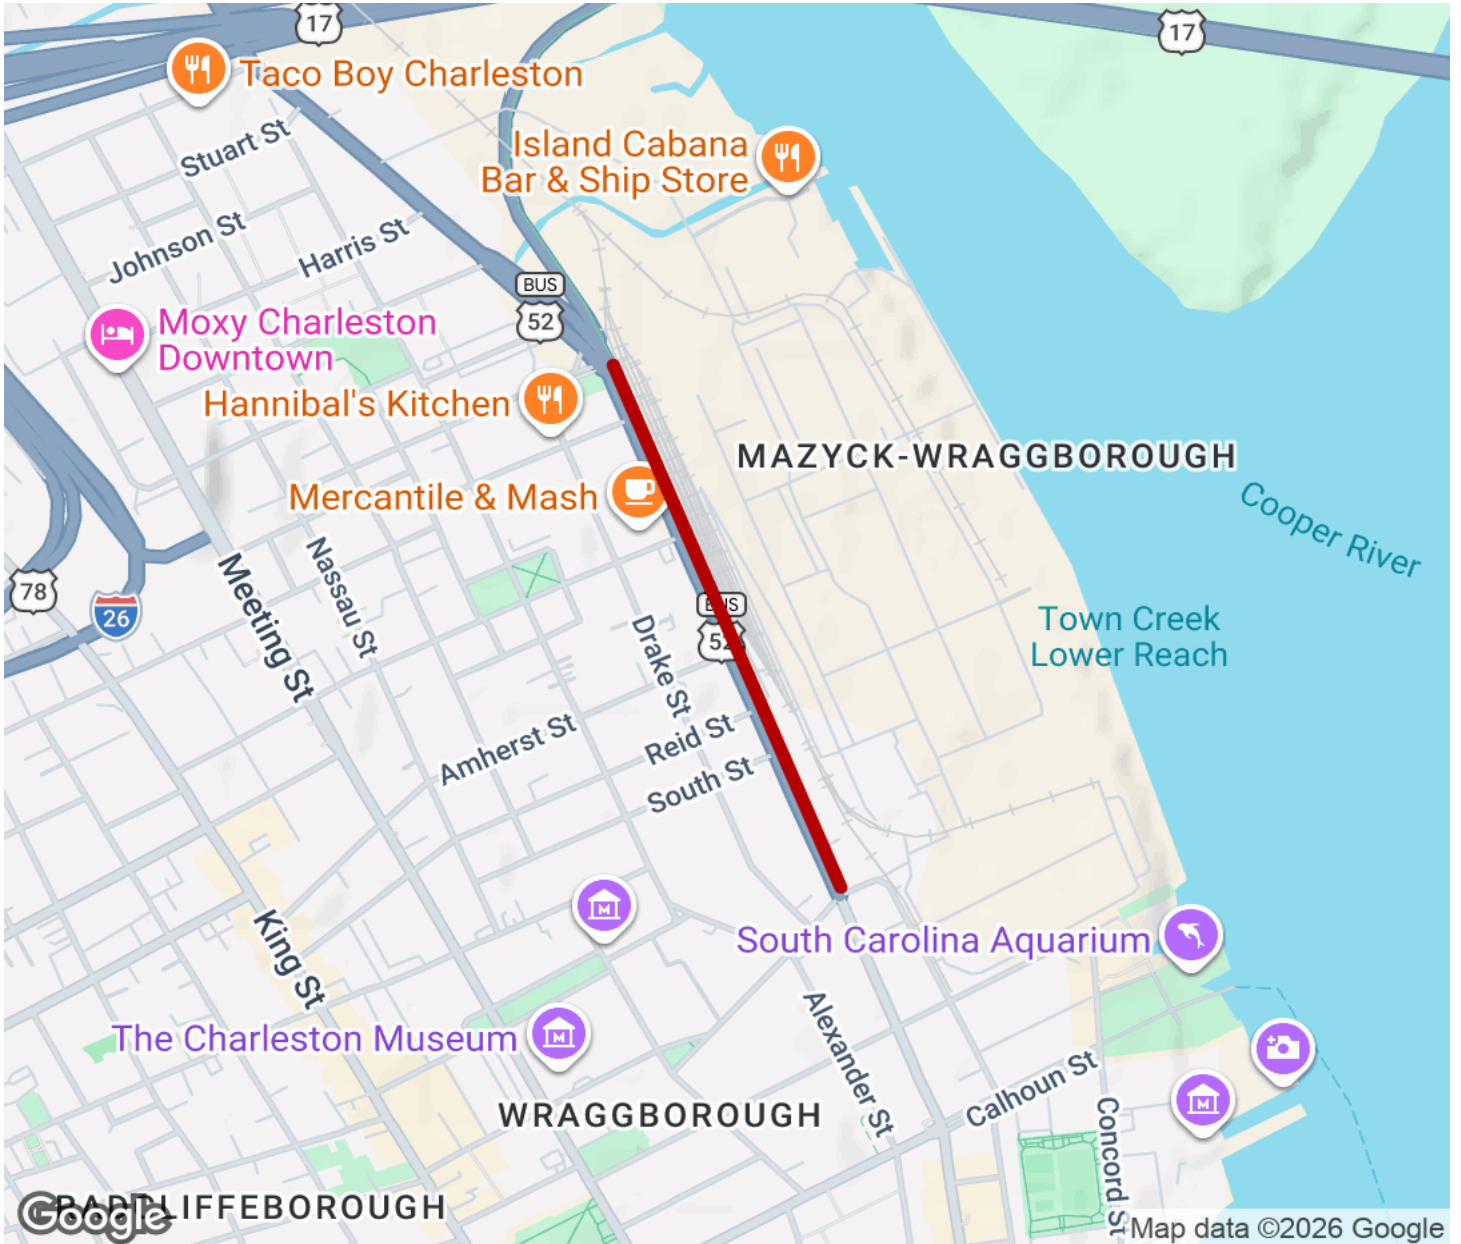 17
17
Taco Boy Charleston
Stuart St
Island Cabana
Bar & Ship Store
Johnson St
Harris St
BUS
52
Moxy Charleston
Downtown
Hannibal's Kitchen
MAZYCK-WRAGGBOROUGH
Mercantile & Mash
Cooper River
78
26
Meeting St
Nassau St
BUS
52
Town Creek
Lower Reach
Drake St
Reid St
Amherst St
South St
King St
South Carolina Aquarium
The Charleston Museum
Alexander St
Calhoun St
WRAGGBOROUGH
Concord St
RADCLIFFEBOROUGH
Google
Map data ©2026 Google